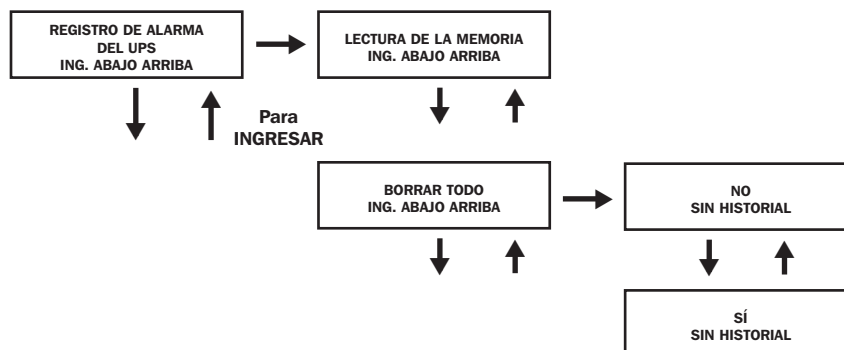 REGISTRO DE ALARMA
DEL UPS
ING. ABAJO ARRIBA
LECTURA DE LA MEMORIA
ING. ABAJO ARRIBA
Para
INGRESAR
BORRAR TODO
ING. ABAJO ARRIBA
NO
SIN HISTORIAL
SÍ
SIN HISTORIAL